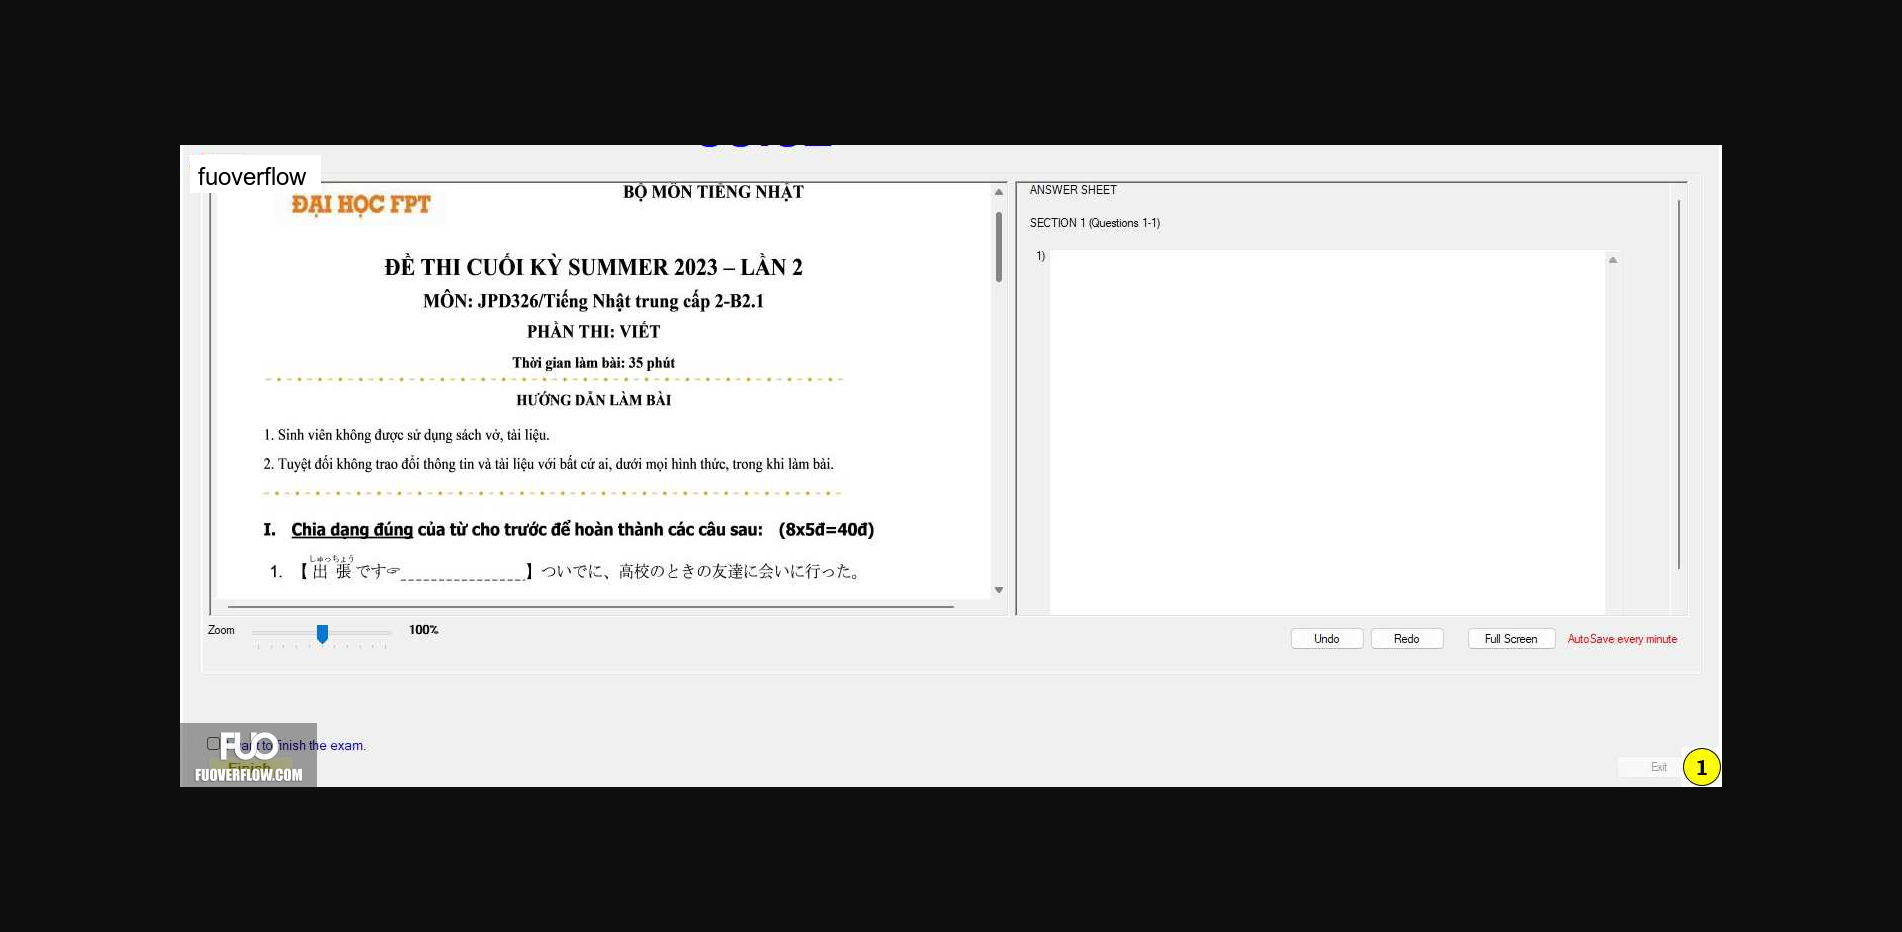 fuoverflow
BỘ MÔN TIẾNG NHẬT
ĐẠI HỌC FPT
ĐỀ THI CUỐI KỲ SUMMER 2023 – LẦN 2
MÔN: JPD326/Tiếng Nhật trung cấp 2-B2.1
PHẦN THI: VIẾT
Thời gian làm bài: 35 phút
HƯỚNG DẪN LÀM BÀI
1. Sinh viên không được sử dụng sách vở, tài liệu.
2. Tuyệt đối không trao đổi thông tin và tài liệu với bất cứ ai, dưới mọi hình thức, trong khi làm bài.
I. Chia dạng đúng của từ cho trước để hoàn thành các câu sau: (8x5đ=40đ)
しゅっちょう
1. 【出張です☞________________】ついでに、高校のときの友達に会いに行った。
ANSWER SHEET
SECTION 1 (Questions 1-1)
1)
Zoom
100%
Undo
Redo
Full Screen
AutoSave every minute
want to finish the exam.
Finish
FUO
FUOVERFLOW.COM
Exit
1